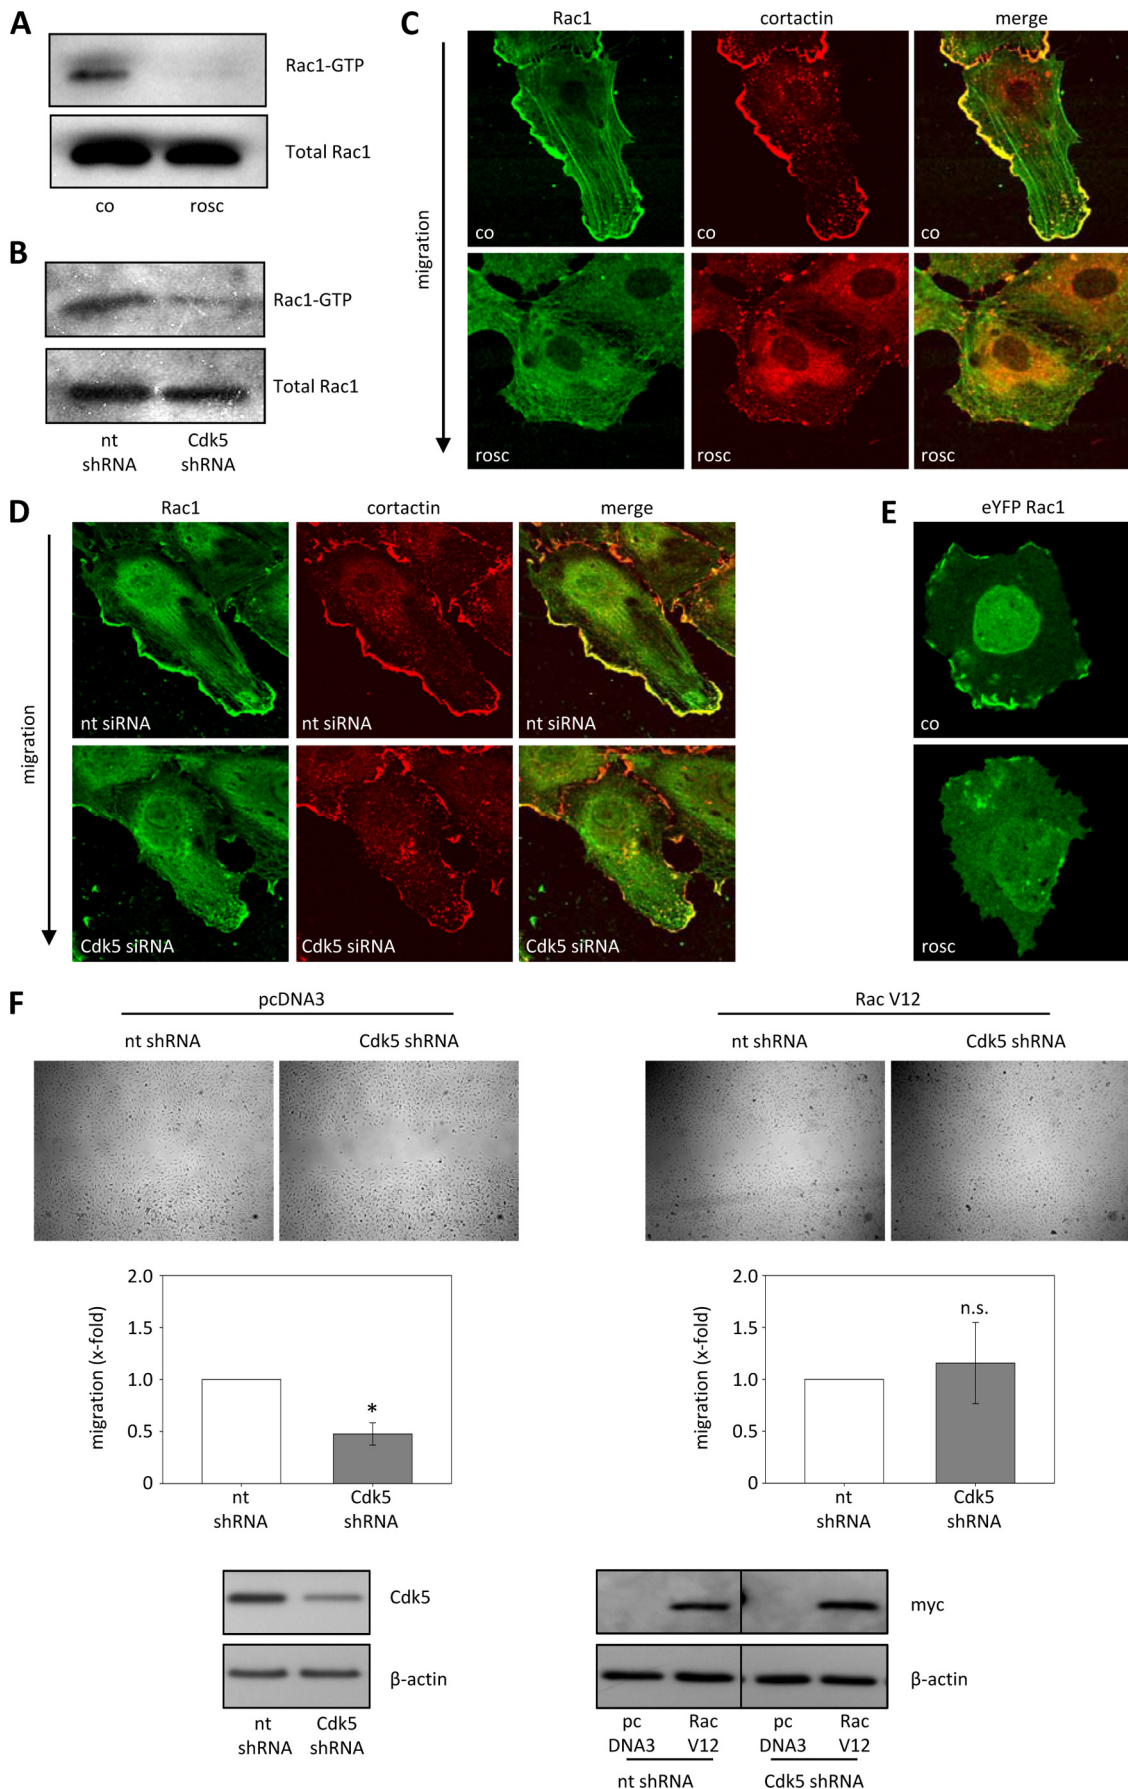 A
Rac1-GTP
Total Rac1
co
rosc
B
Rac1-GTP
Total Rac1
nt
shRNA
Cdk5
shRNA
C
Rac1
cortactin
merge
migration
co
co
co
rosc
rosc
rosc
D
Rac1
cortactin
merge
migration
nt siRNA
nt siRNA
nt siRNA
Cdk5 siRNA
Cdk5 siRNA
Cdk5 siRNA
E
eYFP Rac1
co
rosc
F
pcDNA3
nt shRNA
Cdk5 shRNA
Rac V12
nt shRNA
Cdk5 shRNA
migration (x-fold)
2.0
1.5
1.0
0.5
0
*
nt
shRNA
Cdk5
shRNA
migration (x-fold)
2.0
1.5
1.0
0.5
0
n.s.
nt
shRNA
Cdk5
shRNA
Cdk5
β-actin
nt
shRNA
Cdk5
shRNA
myc
β-actin
pc
DNA3
Rac
V12
pc
DNA3
Rac
V12
nt shRNA
Cdk5 shRNA